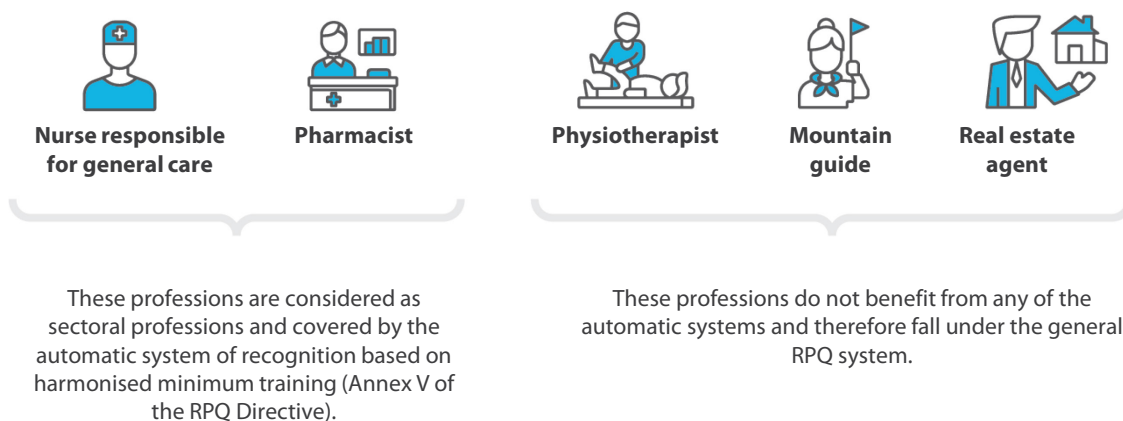 Nurse responsible
for general care
Pharmacist
Physiotherapist
Mountain
guide
Real estate
agent
These professions are considered as
sectoral professions and covered by the
automatic system of recognition based on
harmonised minimum training (Annex V of
the RPQ Directive).
These professions do not benefit from any of the
automatic systems and therefore fall under the general
RPQ system.